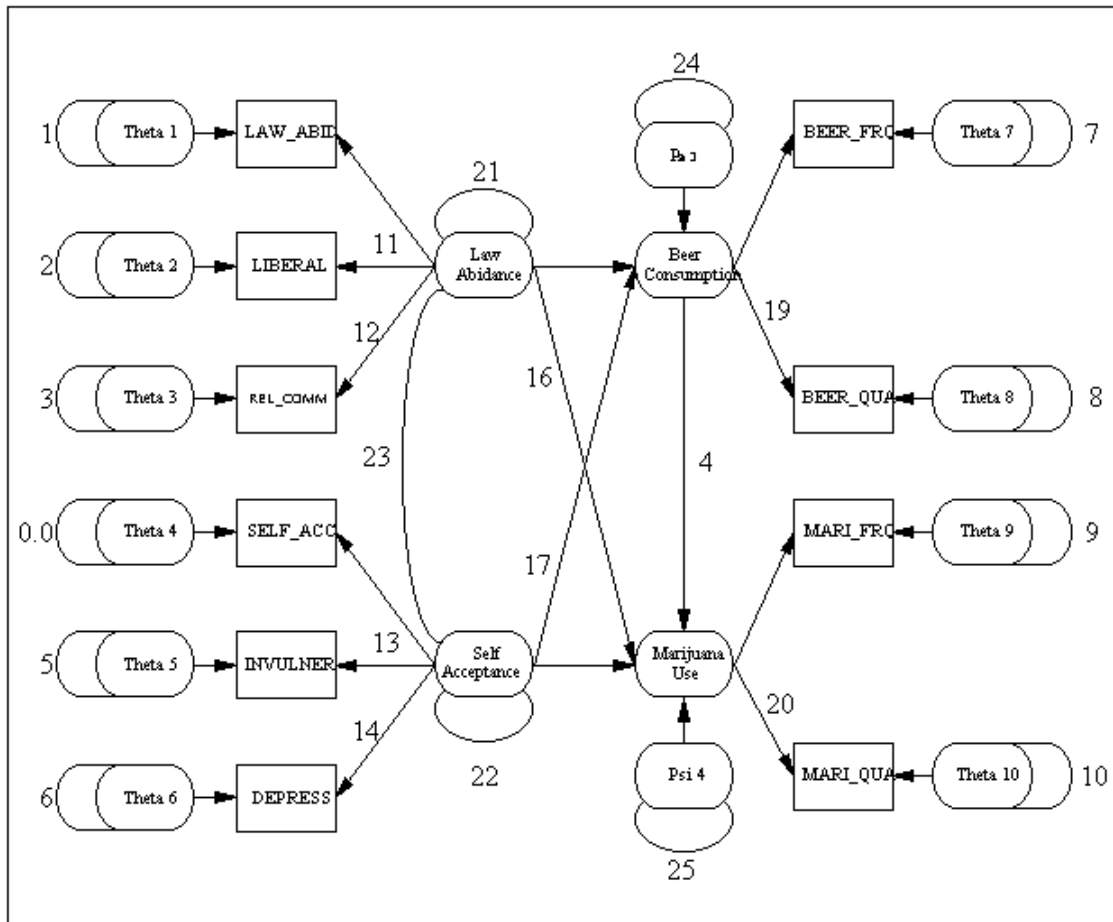 24
1
Theta 1
LAW_ABID
BEER_FRQ
Theta 7
7
21
2
Theta 2
LIBERAL
11
Law
Abidance
Beer
Consumption
12
19
3
Theta 3
REL_COMM
16
BEER_QUA
Theta 8
8
23
4
0.0
Theta 4
SELF_ACC
17
MARI_FRQ
Theta 9
9
5
Theta 5
INVULNER
13
Self
Acceptance
Marijuana
Use
14
20
6
Theta 6
DEPRESS
22
Psi 4
MARI_QUA
Theta 10
10
25